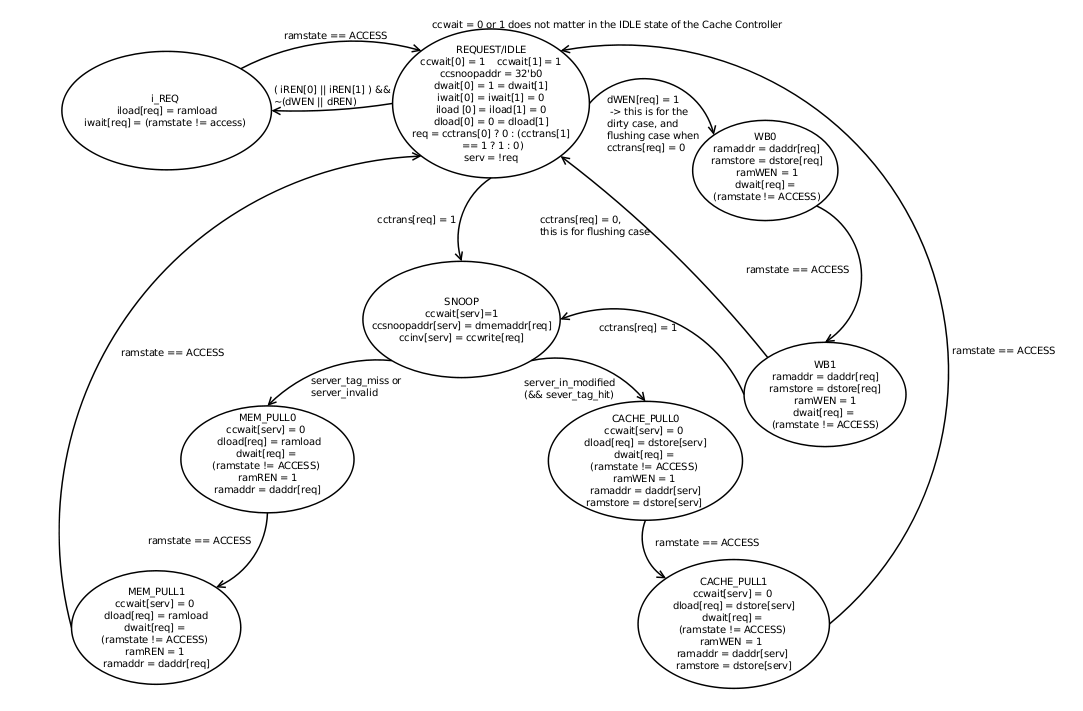 ccwait = 0 or 1 does not matter in the IDLE state of the Cache Controller
ramstate == ACCESS
REQUEST/IDLE
ccwait[0] = 1    ccwait[1] = 1
ccsnoopaddr = 32'b0
dwait[0] = 1 = dwait[1]
iwait[0] = iwait[1] = 0
iload [0] = iload[1] = 0
dload[0] = 0 = dload[1]
req = cctrans[0] ? 0 : (cctrans[1]
== 1 ? 1 : 0)
serv = !req
i_REQ
iload[req] = ramload
iwait[req] = (ramstate != access)
( iREN[0] || iREN[1] ) &&
~(dWEN || dREN)
dWEN[req] = 1
-> this is for the
dirty case, and
flushing case when
cctrans[req] = 0
WB0
ramaddr = daddr[req]
ramstore = dstore[req]
ramWEN = 1
dwait[req] =
(ramstate != ACCESS)
cctrans[req] = 1
cctrans[req] = 0,
this is for flushing case
ramstate == ACCESS
SNOOP
ccwait[serv]=1
ccsnoopaddr[serv] = dmemaddr[req]
ccinv[serv] = ccwrite[req]
cctrans[req] = 1
ramstate == ACCESS
ramstate == ACCESS
WB1
ramaddr = daddr[req]
ramstore = dstore[req]
ramWEN = 1
dwait[req] =
(ramstate != ACCESS)
server_tag_miss or
server_invalid
server_in_modified
(&& sever_tag_hit)
MEM_PULL0
ccwait[serv] = 0
dload[req] = ramload
dwait[req] =
(ramstate != ACCESS)
ramREN = 1
ramaddr = daddr[req]
CACHE_PULL0
ccwait[serv] = 0
dload[req] = dstore[serv]
dwait[req] =
(ramstate != ACCESS)
ramWEN = 1
ramaddr = daddr[serv]
ramstore = dstore[serv]
ramstate == ACCESS
ramstate == ACCESS
MEM_PULL1
ccwait[serv] = 0
dload[req] = ramload
dwait[req] =
(ramstate != ACCESS)
ramREN = 1
ramaddr = daddr[req]
CACHE_PULL1
ccwait[serv] = 0
dload[req] = dstore[serv]
dwait[req] =
(ramstate != ACCESS)
ramWEN = 1
ramaddr = daddr[serv]
ramstore = dstore[serv]